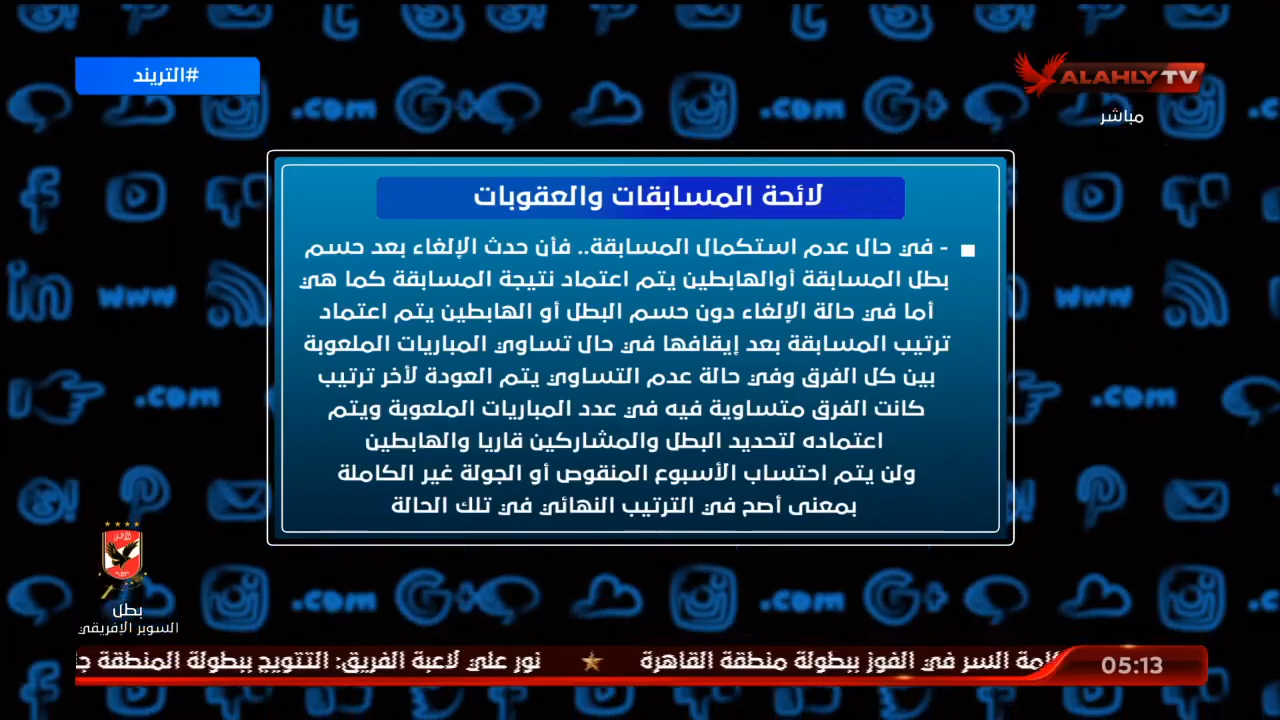 #التريند
ALAHLY TV
مباشر
لائحة المسابقات والعقوبات
- في حال عدم استكمال المسابقة.. فأن حدث الإلغاء بعد حسم
بطل المسابقة أوالهابطين يتم اعتماد نتيجة المسابقة كما هي
أما في حالة الإلغاء دون حسم البطل أو الهابطين يتم اعتماد
ترتيب المسابقة بعد إيقافها في حال تساوي المباريات الملعوبة
بين كل الفرق وفي حالة عدم التساوي يتم العودة لأخر ترتيب
كانت الفرق متساوية فيه في عدد المباريات الملعوبة ويتم
اعتماده لتحديد البطل والمشاركين قاريا والهابطين
ولن يتم احتساب الأسبوع المنقوص أو الجولة غير الكاملة
بمعنى أصح في الترتيب النهائي في تلك الحالة
بطل
السوبر الإفريقي
السر في الفوز ببطولة منطقة القاهرة ★ نور علي لاعبة الفريق: التتويج ببطولة المنطقة
05:13